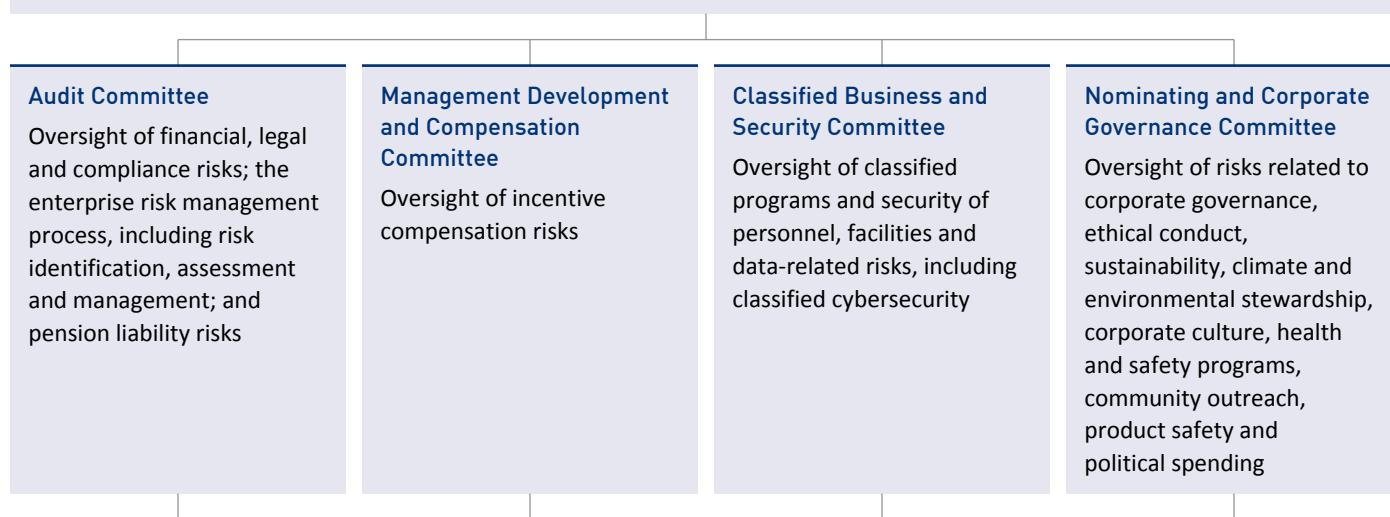 Audit Committee
Oversight of financial, legal
and compliance risks; the
enterprise risk management
process, including risk
identification, assessment
and management; and
pension liability risks
Management Development
and Compensation
Committee
Oversight of incentive
compensation risks
Classified Business and
Security Committee
Oversight of classified
programs and security of
personnel, facilities and
data-related risks, including
classified cybersecurity
Nominating and Corporate
Governance Committee
Oversight of risks related to
corporate governance,
ethical conduct,
sustainability, climate and
environmental stewardship,
corporate culture, health
and safety programs,
community outreach,
product safety and
political spending